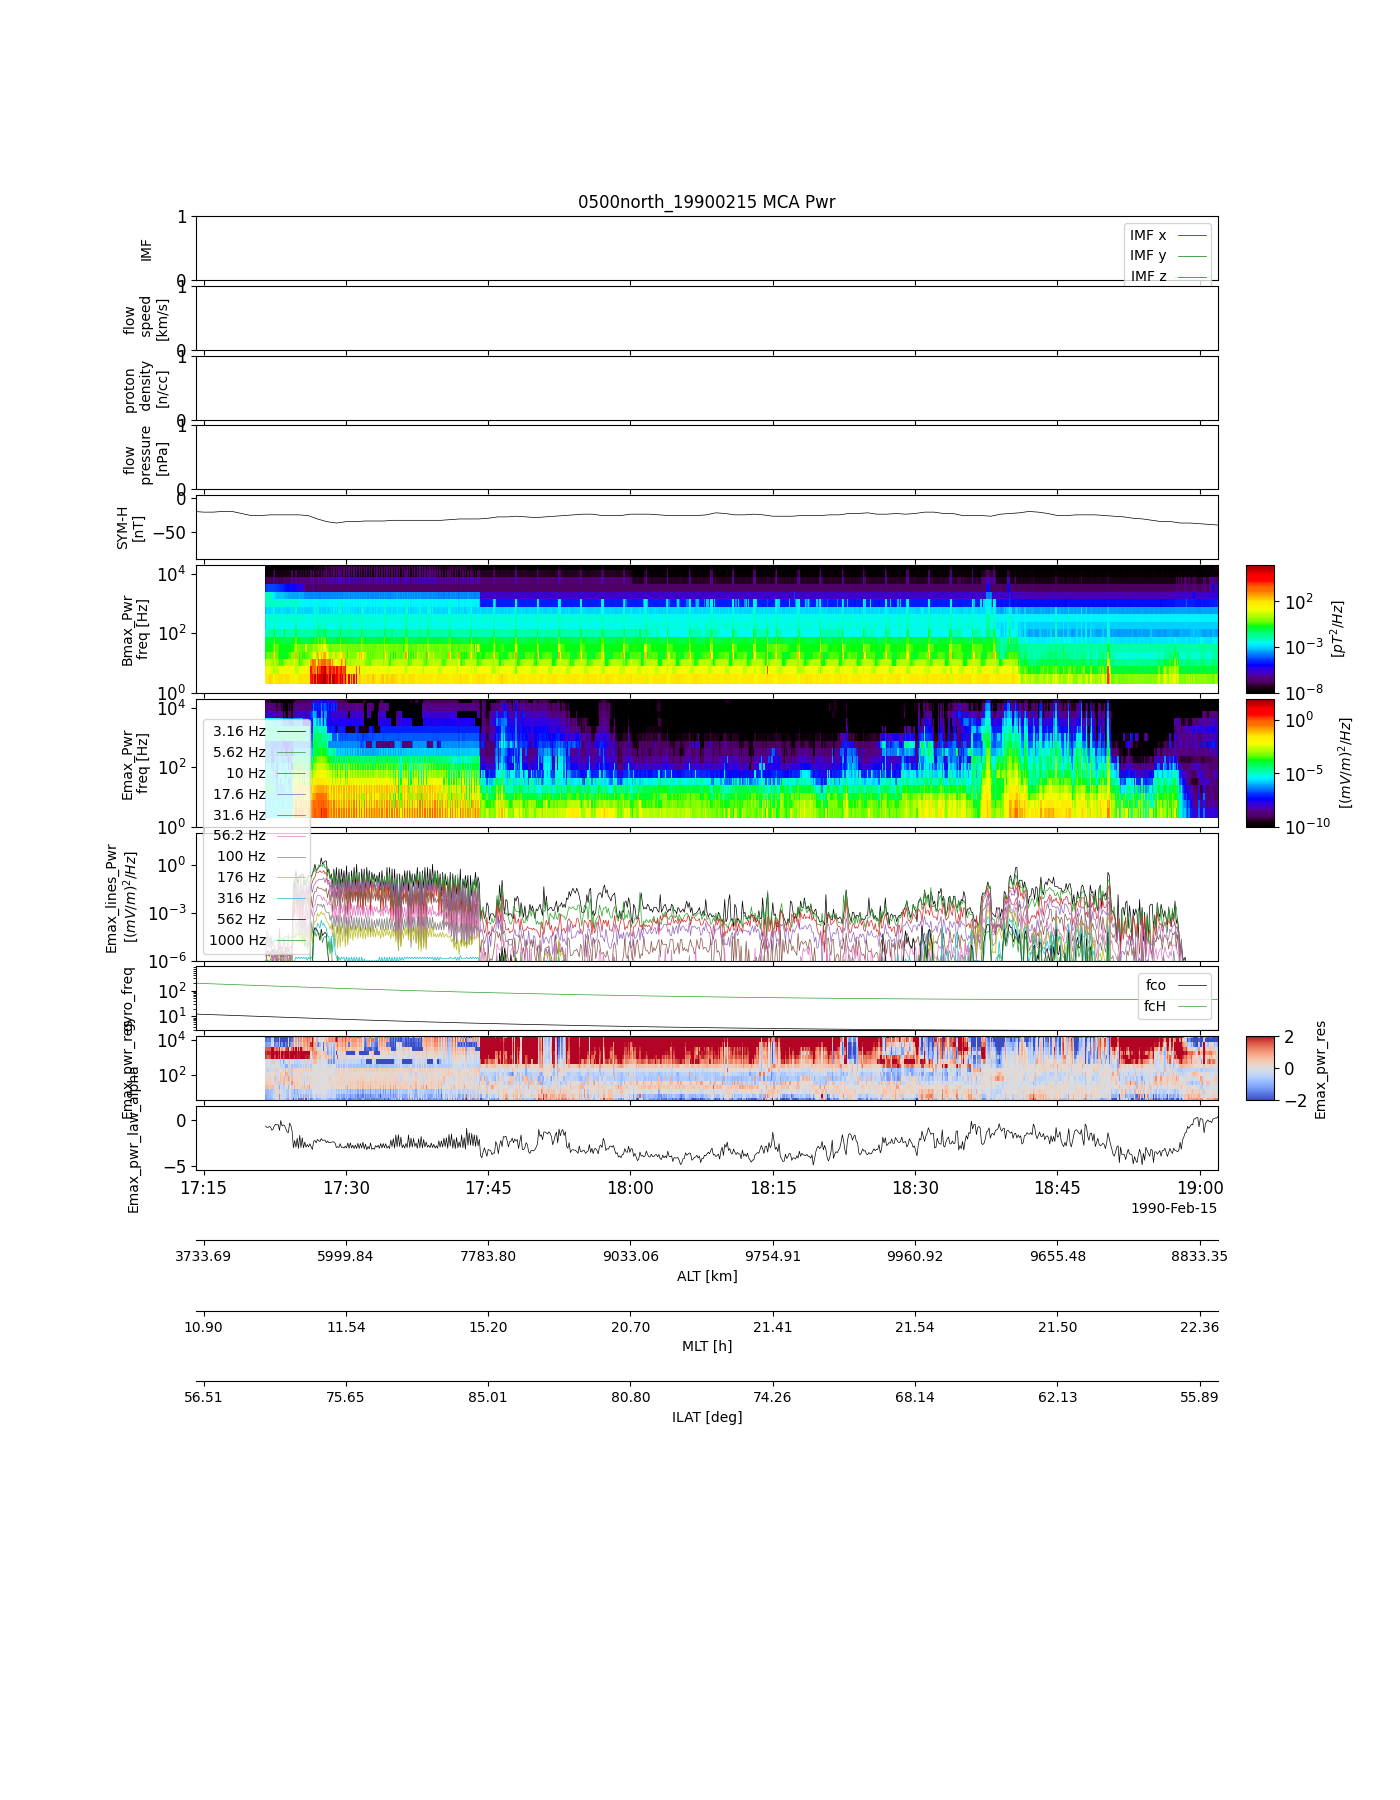 0500north_19900215 MCA Pwr
1
0
IMF
IMF x
IMF y
IMF z
1
0
flow
speed
[km/s]
1
0
proton
density
[n/cc]
1
0
flow
pressure
[nPa]
0
−50
SYM-H
[nT]
10^4
10^2
10^0
Bmax_Pwr
freq [Hz]
10^2
10^-3
10^-8
[pT^2/Hz]
10^4
10^2
10^0
Emax_Pwr
freq [Hz]
10^0
10^-5
10^-10
[(mV/m)^2/Hz]
3.16 Hz
5.62 Hz
10 Hz
17.6 Hz
31.6 Hz
56.2 Hz
100 Hz
176 Hz
316 Hz
562 Hz
1000 Hz
10^0
10^-3
10^-6
Emax_lines_Pwr
[(mV/m)^2/Hz]
10^2
10^1
gyro_freq
fco
fcH
10^4
10^2
Emax_pwr_res
2
0
−2
Emax_pwr_res
0
−5
Emax_pwr_law_alpha
17:15 17:30 17:45 18:00 18:15 18:30 18:45 19:00
1990-Feb-15
3733.69 5999.84 7783.80 9033.06 9754.91 9960.92 9655.48 8833.35
ALT [km]
10.90 11.54 15.20 20.70 21.41 21.54 21.50 22.36
MLT [h]
56.51 75.65 85.01 80.80 74.26 68.14 62.13 55.89
ILAT [deg]